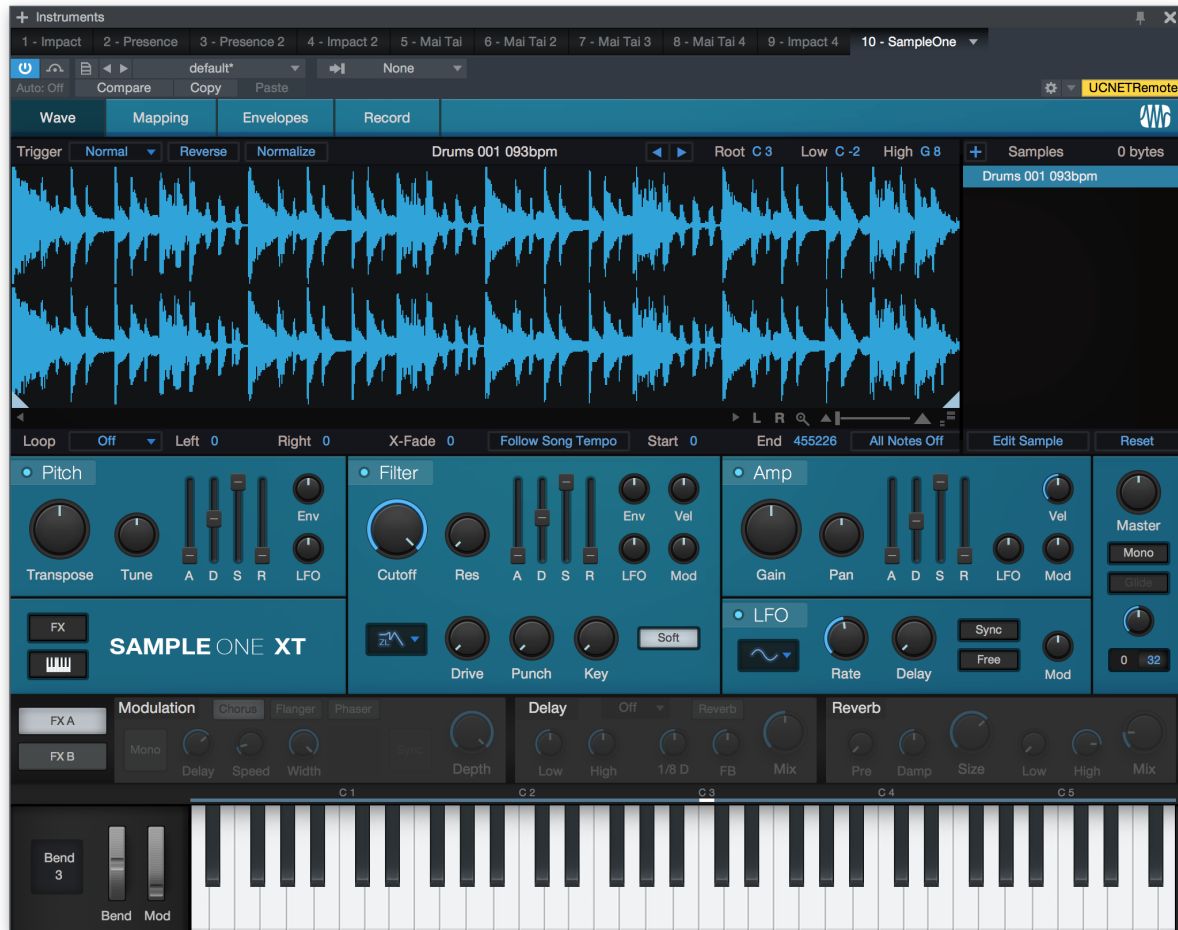 Instruments
1 - Impact 2 - Presence 3 - Presence 2 4 - Impact 2 5 - Mai Tai 6 - Mai Tai 2 7 - Mai Tai 3 8 - Mai Tai 4 9 - Impact 4 10 - SampleOne
default* None
Auto: Off Compare Copy Paste UCNETRemote
Wave Mapping Envelopes Record
Trigger Normal Reverse Normalize Drums 001 093bpm Root C 3 Low C -2 High G 8 + Samples 0 bytes
Drums 001 093bpm
L R
Loop Off Left 0 Right 0 X-Fade 0 Follow Song Tempo Start 0 End 455226 All Notes Off Edit Sample Reset
Pitch Filter Amp
Env Env Vel Vel
Master
Transpose Tune A D S R LFO Cutoff Res A D S R LFO Mod Gain Pan A D S R LFO Mod
Mono
Glide
LFO
FX SAMPLE ONE XT ZL Soft Sync
Free
0 32
Drive Punch Key Rate Delay Mod
FX A Modulation Chorus Flanger Phaser Delay Off Reverb Reverb
FX B Mono Sync
Delay Speed Width Depth Low High 1/8 D FB Mix Pre Damp Size Low High Mix
C 1 C 2 C 3 C 4 C 5
Bend
3
Bend Mod